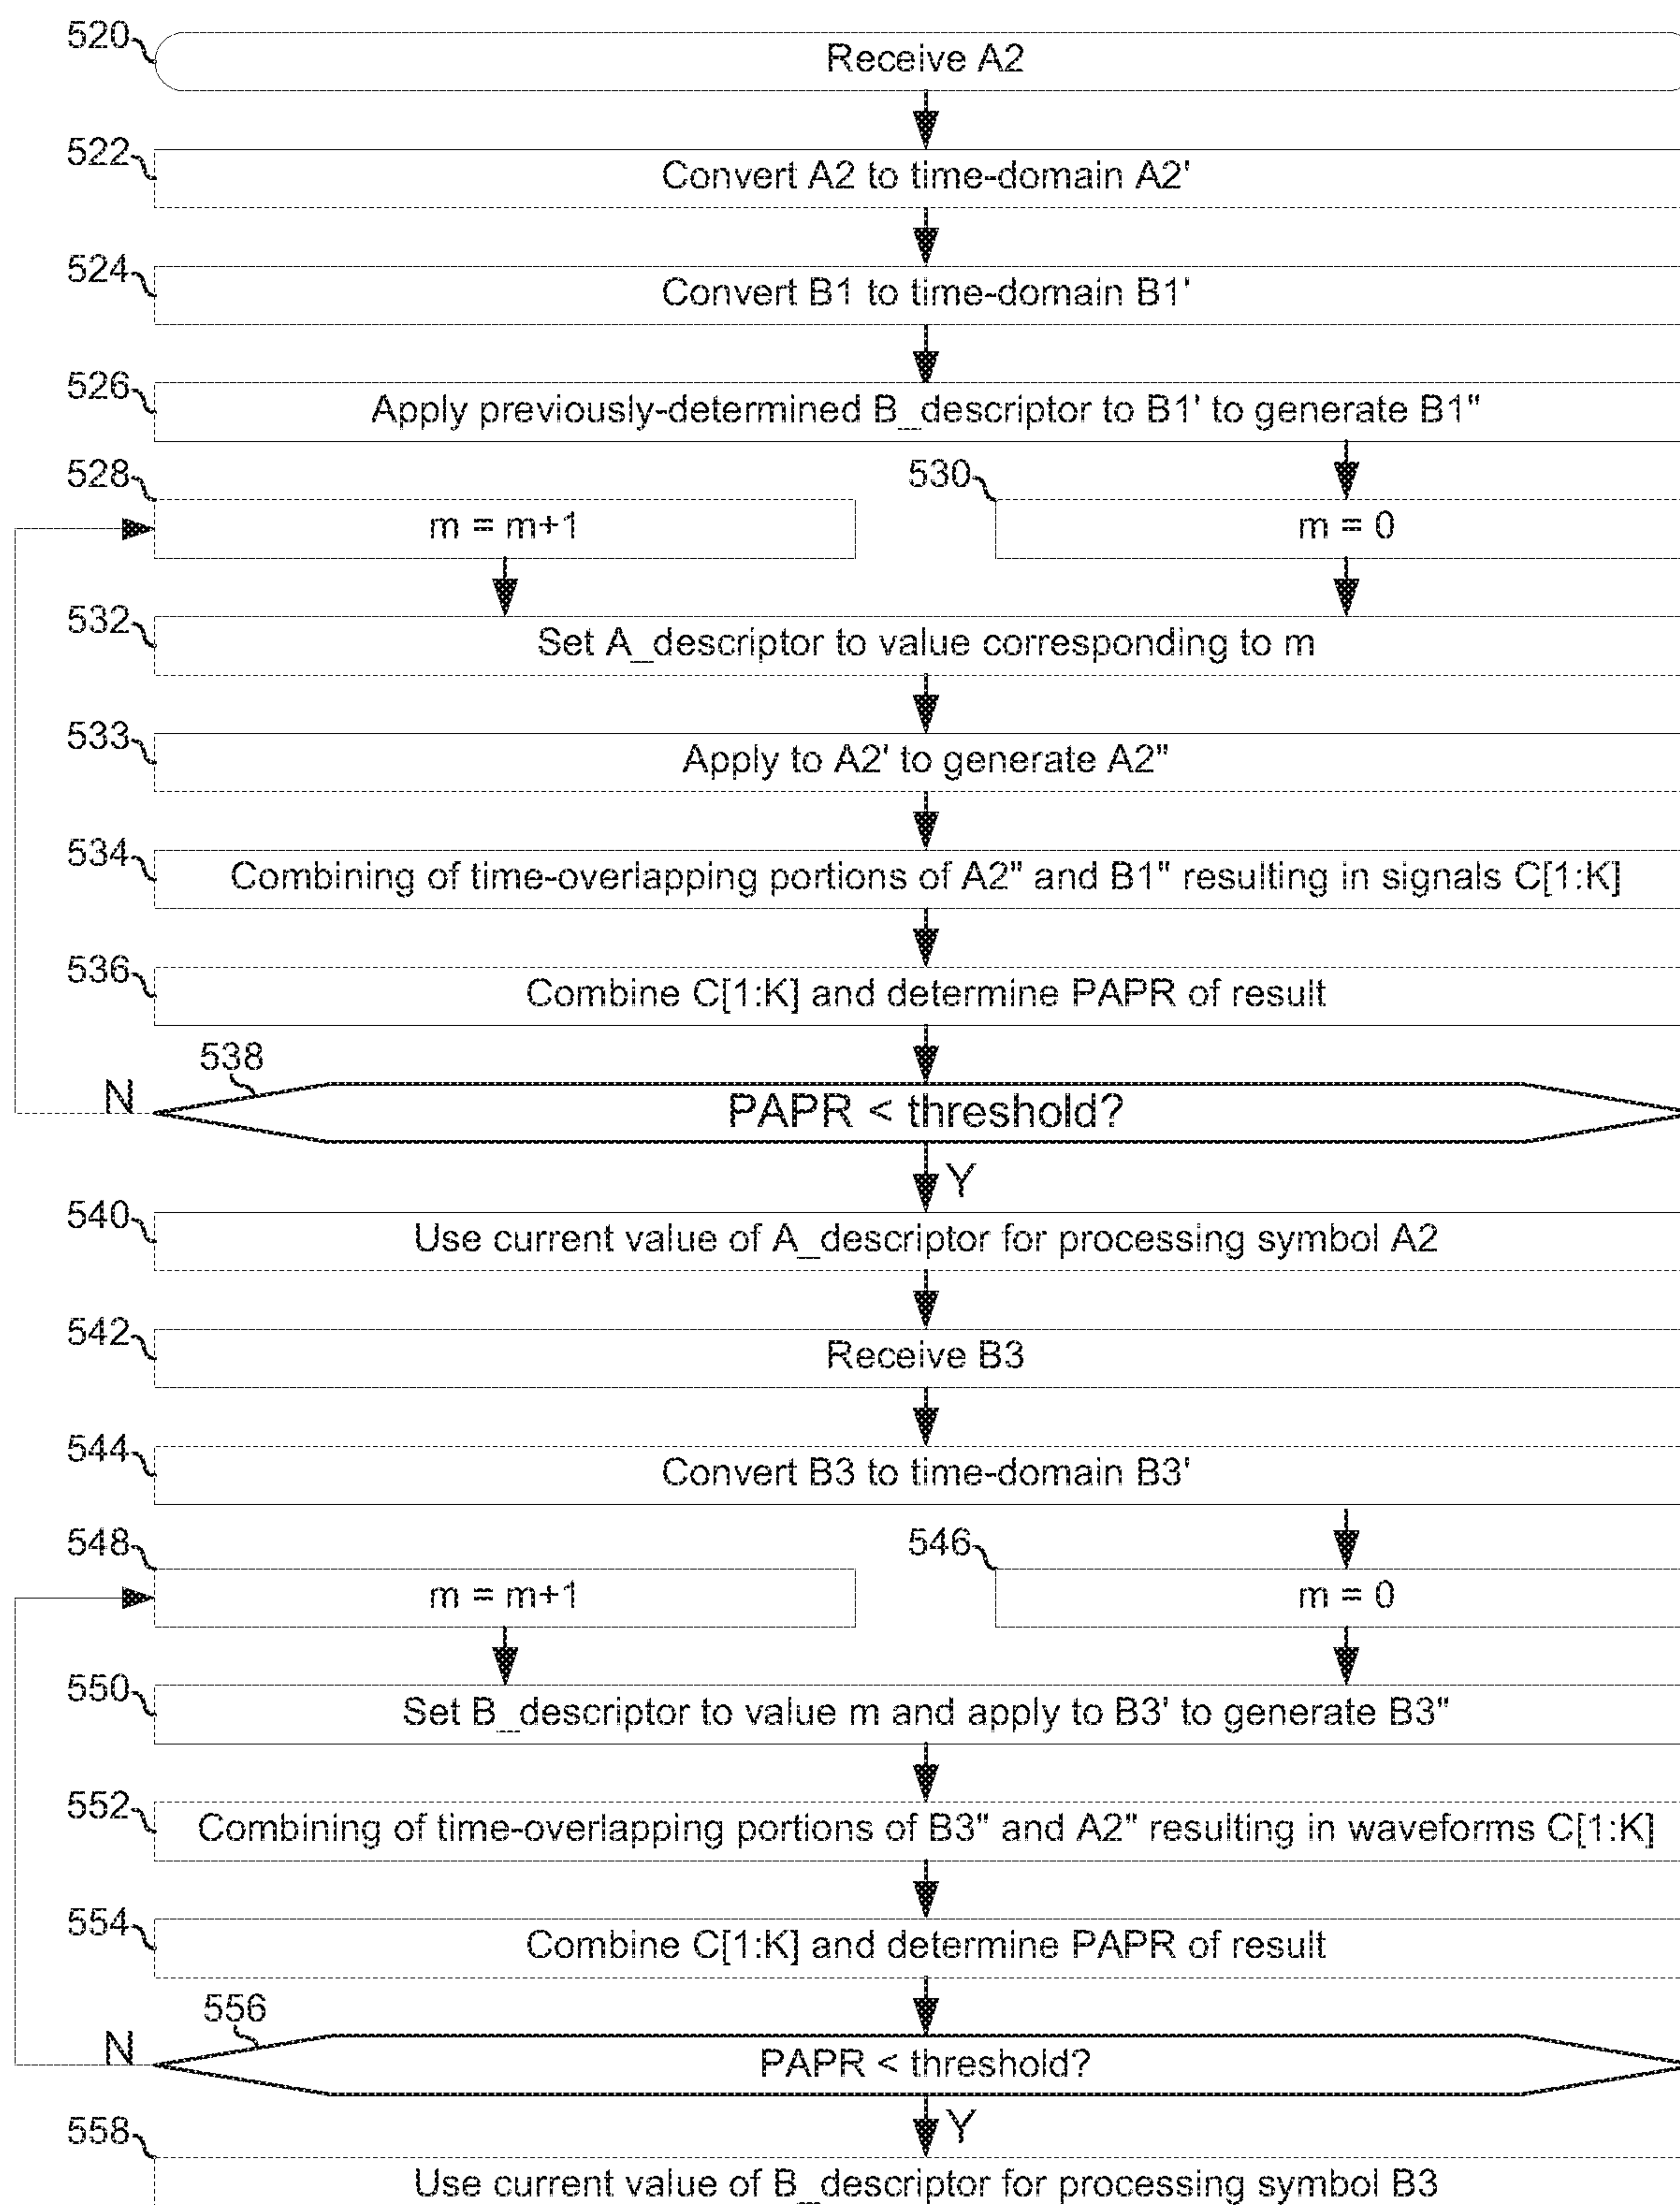 520
Receive A2
522
Convert A2 to time-domain A2'
524
Convert B1 to time-domain B1'
526
Apply previously-determined B_descriptor to B1' to generate B1"
528
530
m = m+1
m = 0
532
Set A_descriptor to value corresponding to m
533
Apply to A2' to generate A2"
534
Combining of time-overlapping portions of A2" and B1" resulting in signals C[1:K]
536
Combine C[1:K] and determine PAPR of result
538
N
PAPR < threshold?
Y
540
Use current value of A_descriptor for processing symbol A2
542
Receive B3
544
Convert B3 to time-domain B3'
548
546
m = m+1
m = 0
550
Set B_descriptor to value m and apply to B3' to generate B3"
552
Combining of time-overlapping portions of B3" and A2" resulting in waveforms C[1:K]
554
Combine C[1:K] and determine PAPR of result
556
N
PAPR < threshold?
Y
558
Use current value of B_descriptor for processing symbol B3